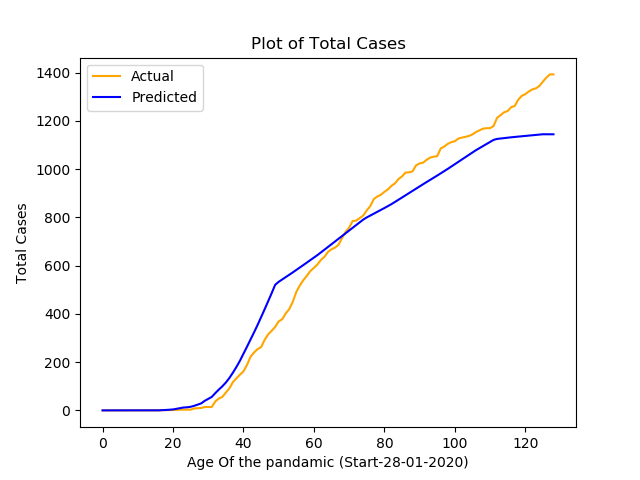 Plot of Total Cases
Actual
Predicted
1400
1200
1000
800
600
400
200
0
Total Cases
0 20 40 60 80 100 120
Age Of the pandamic (Start-28-01-2020)